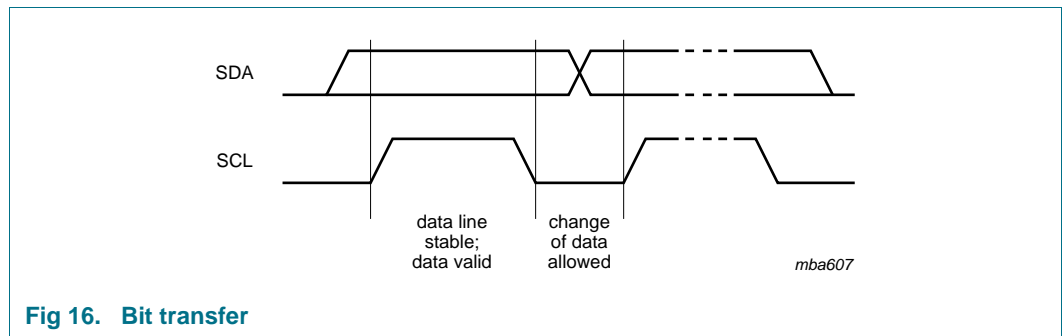 SDA
SCL
data line
stable;
data valid
change
of data
allowed
mba607
Fig 16. Bit transfer